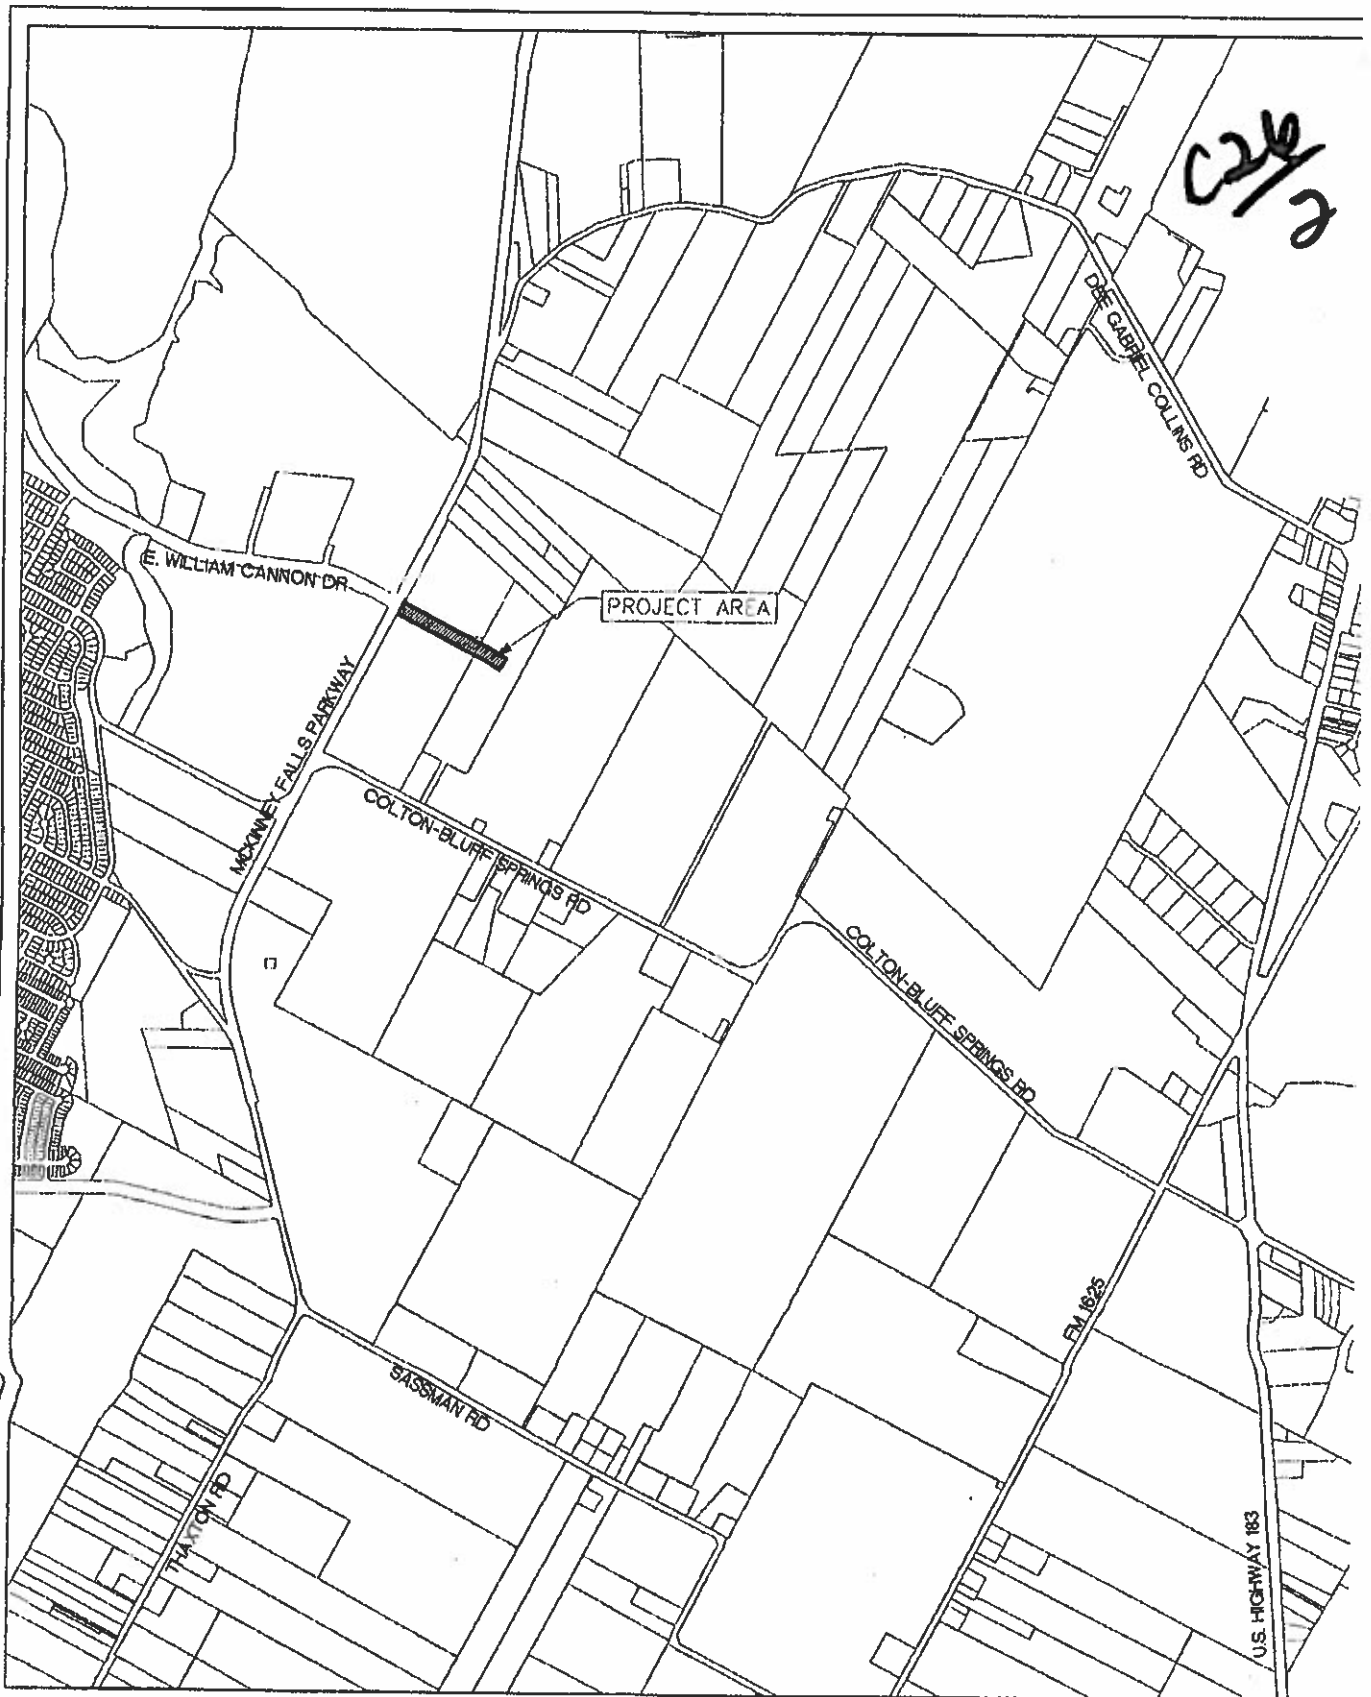 C26/2
DEE GABRIEL COLLINS RD
E. WILLIAM CANNON DR
PROJECT AREA
MCKINNEY FALLS PARKWAY
COLTON-BLUFF SPRINGS RD
COLTON-BLUFF SPRINGS RD
FM 1625
SASSMAN RD
THAXTON RD
U.S. HIGHWAY 183